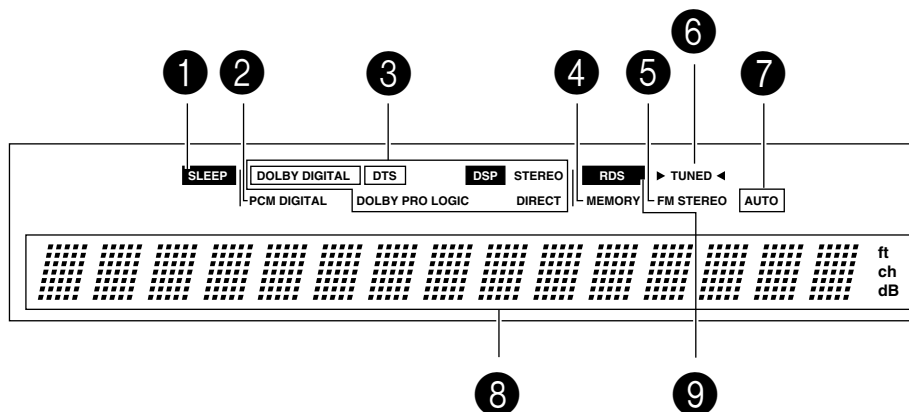 1 2 3 4 5 6 7
SLEEP DOLBY DIGITAL DTS DSP STEREO RDS ► TUNED ◄
PCM DIGITAL DOLBY PRO LOGIC DIRECT MEMORY FM STEREO AUTO
ft
ch
dB
8 9